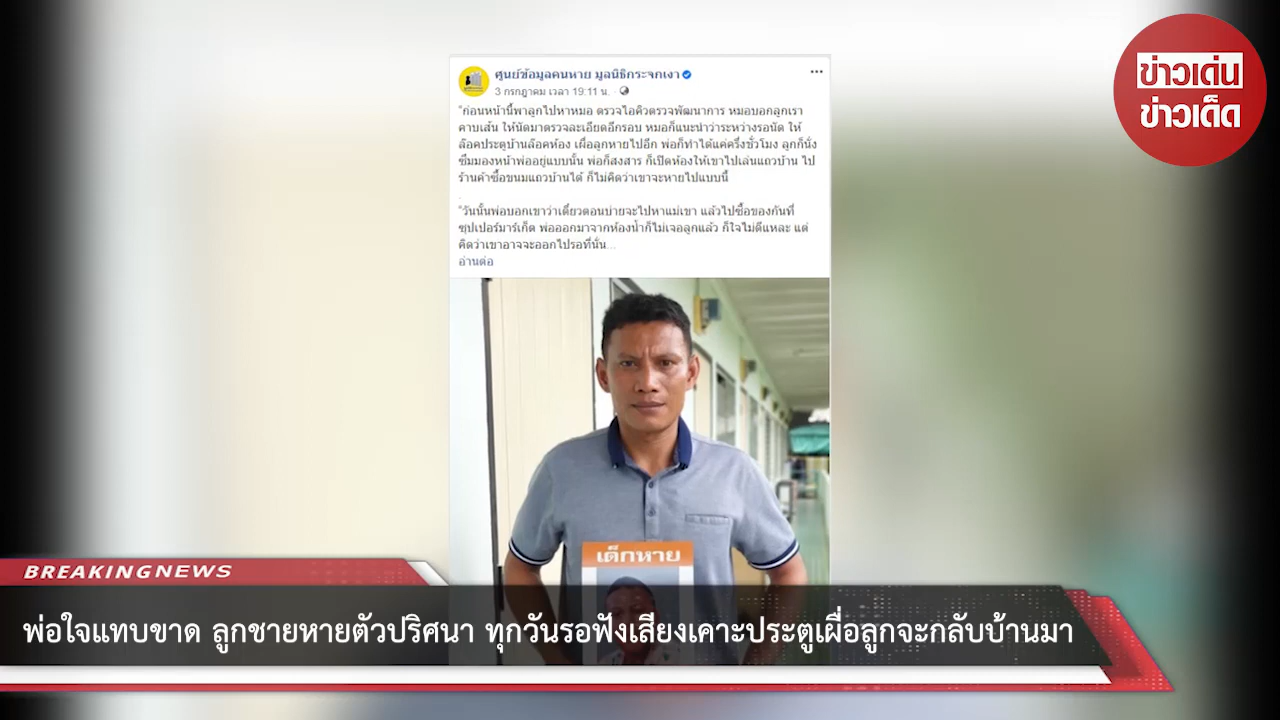 ข่าวเด่น
ข่าวเด็ด
ศูนย์ข้อมูลคนหาย มูลนิธิกระจกเงา
3 กรกฎาคม เวลา 19:11 น. ·
"ก่อนหน้านี้พาลูกไปหาหมอ ตรวจไอคิวตรวจพัฒนาการ หมอบอกลูกเรา
คาบเส้น ให้นัดมาตรวจละเอียดอีกรอบ หมอก็แนะนำว่าระหว่างรอนัด ให้
ล๊อคประตูบ้านล๊อคห้อง เผื่อลูกหายไปอีก พ่อก็ทำได้แค่ครึ่งชั่วโมง ลูกก็นั่ง
ซึมมองหน้าพ่ออยู่แบบนั้น พ่อก็สงสาร ก็เปิดห้องให้เขาไปเล่นแถวบ้าน ไป
ร้านค้าซื้อขนมแถวบ้านได้ ก็ไม่คิดว่าเขาจะหายไปแบบนี้
.
"วันนั้นพ่อบอกเขาว่าเดี๋ยวตอนบ่ายจะไปหาแม่เขา แล้วไปซื้อของกันที่
ซุปเปอร์มาร์เก็ต พ่อออกมาจากห้องน้ำก็ไม่เจอลูกแล้ว ก็ใจไม่ดีแหละ แต่
คิดว่าเขาอาจจะออกไปรอที่นั่น...
อ่านต่อ
เด็กหาย
BREAKINGNEWS
พ่อใจแทบขาด ลูกชายหายตัวปริศนา ทุกวันรอฟังเสียงเคาะประตูเผื่อลูกจะกลับบ้านมา